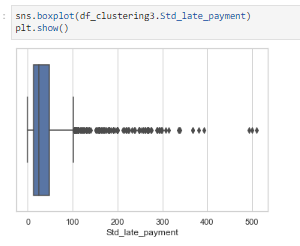 : sns.boxplot(df_clustering3.Std_late_payment)
plt.show()
0 100 200 300 400 500
Std_late_payment